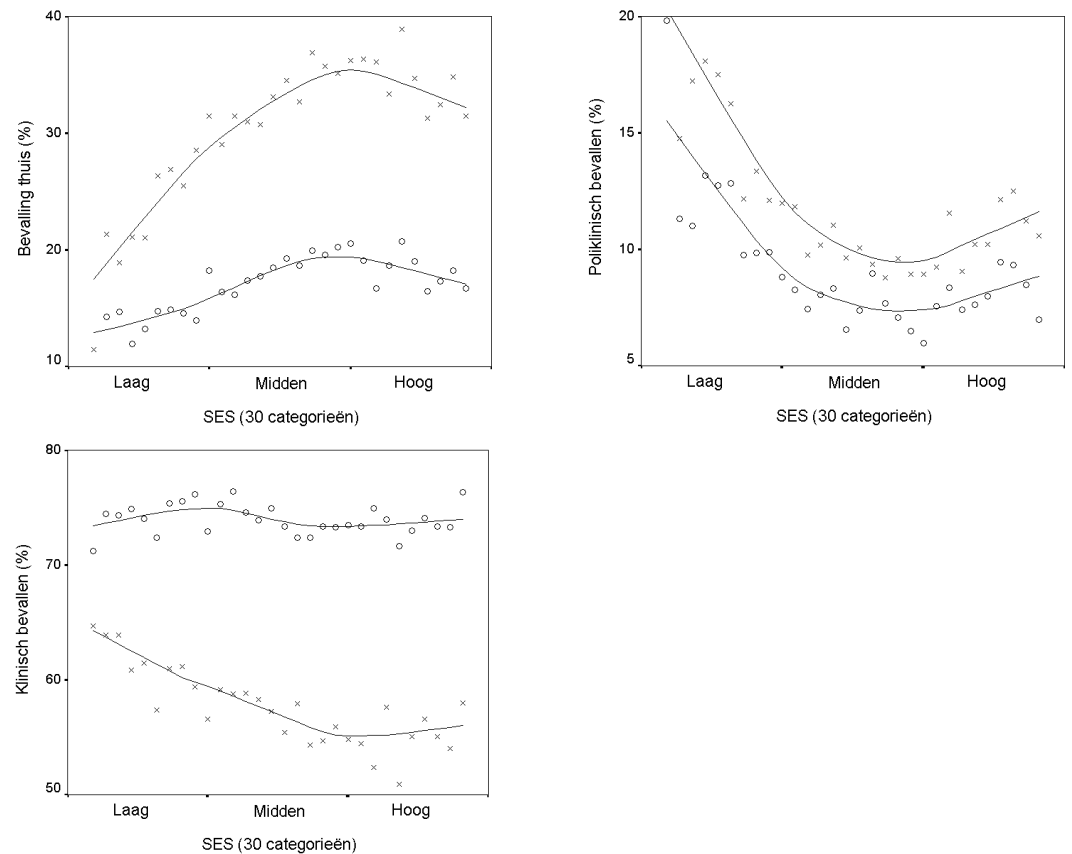 Bevalling thuis (%)
40
30
20
10
Laag
Midden
Hoog
SES (30 categorieën)
Poliklinisch bevallen (%)
20
15
10
5
Laag
Midden
Hoog
SES (30 categorieën)
Klinisch bevallen (%)
80
70
60
50
Laag
Midden
Hoog
SES (30 categorieën)